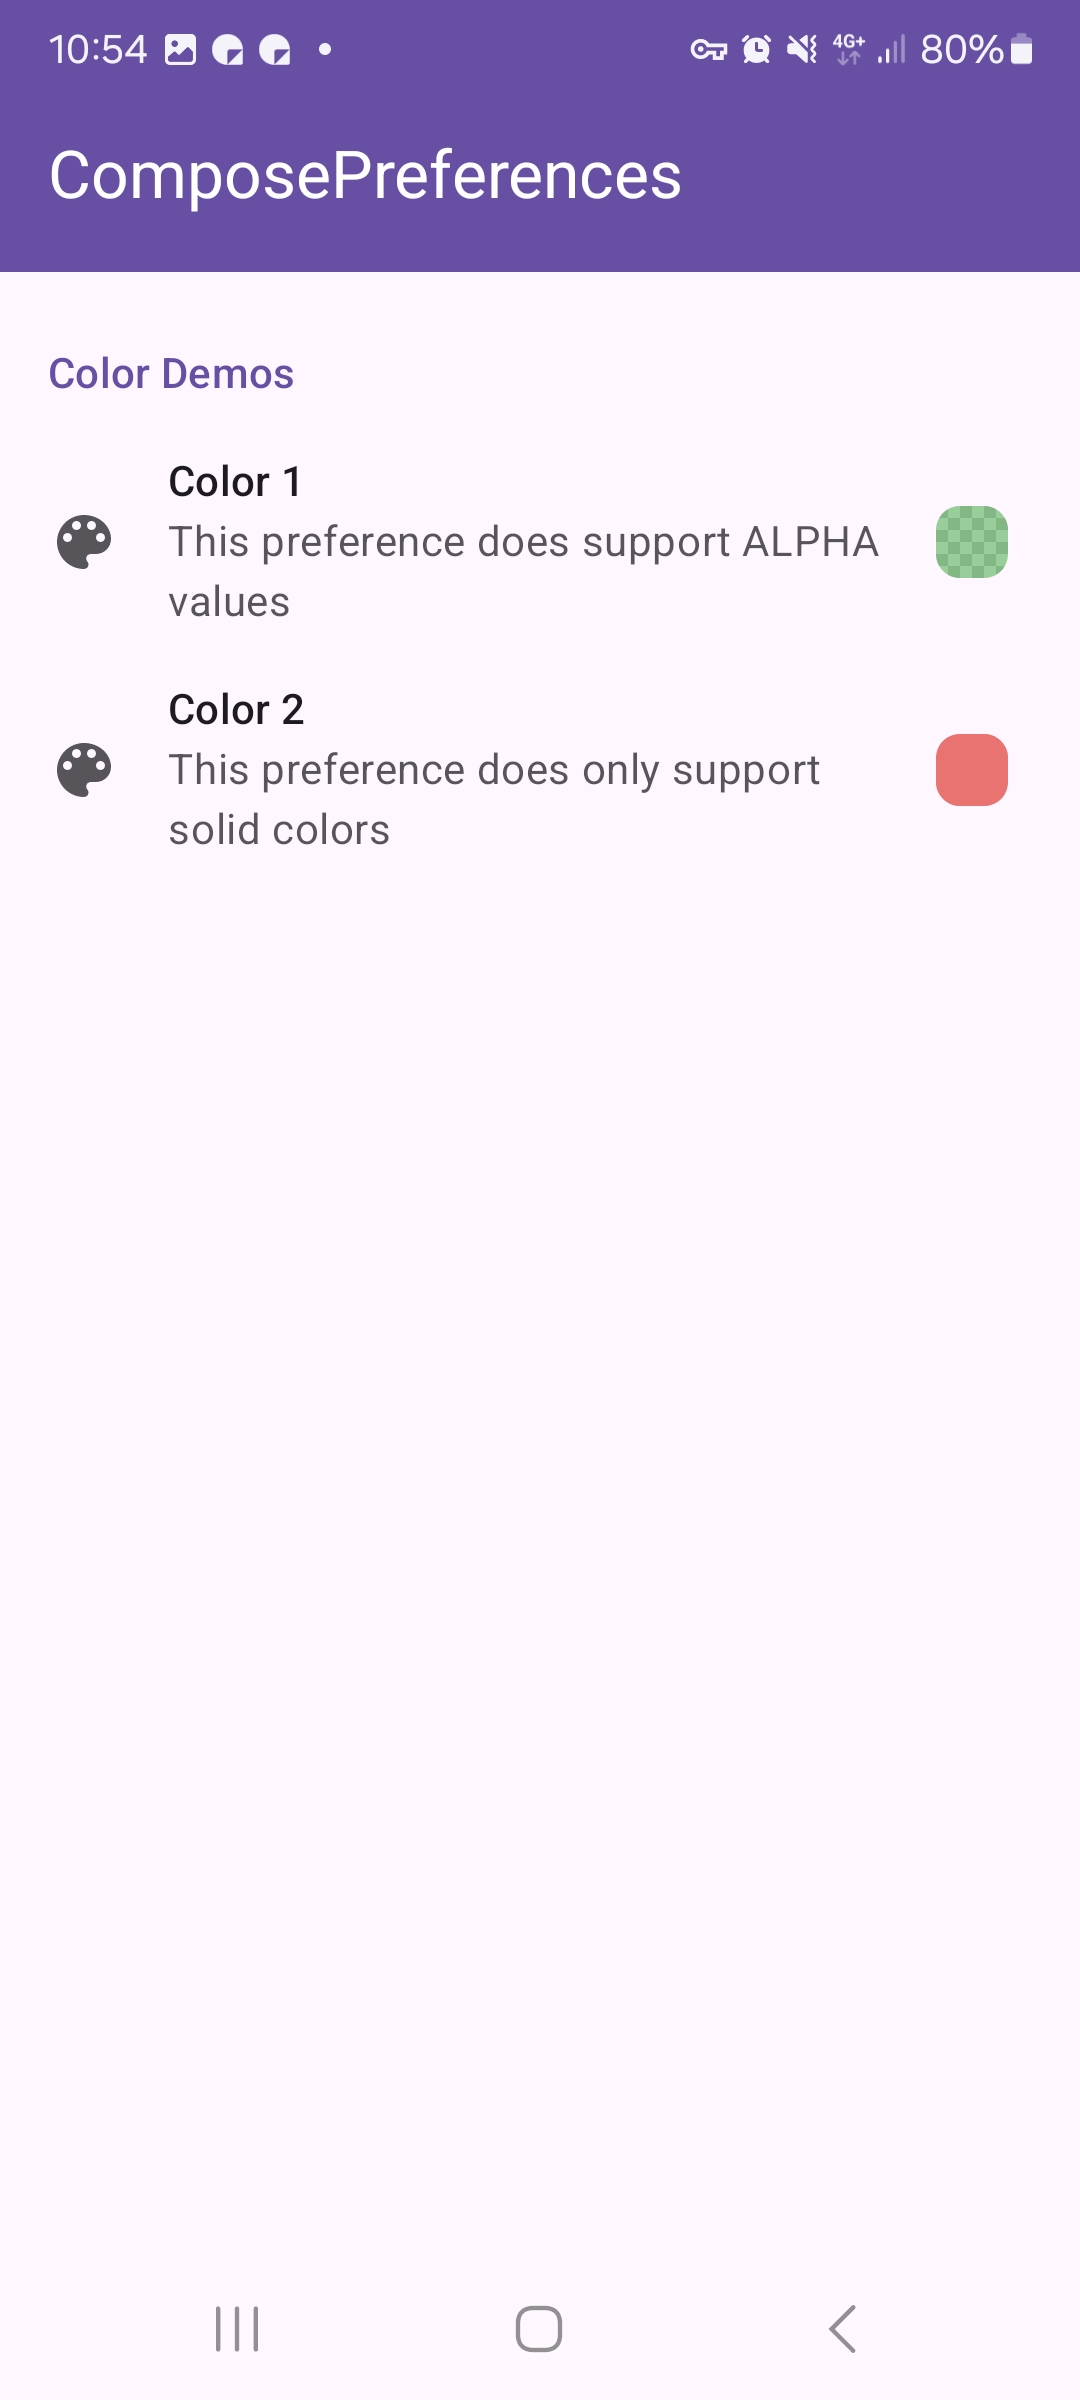 10:54
4G+
80%
ComposePreferences
Color Demos
Color 1
This preference does support ALPHA
values
Color 2
This preference does only support
solid colors